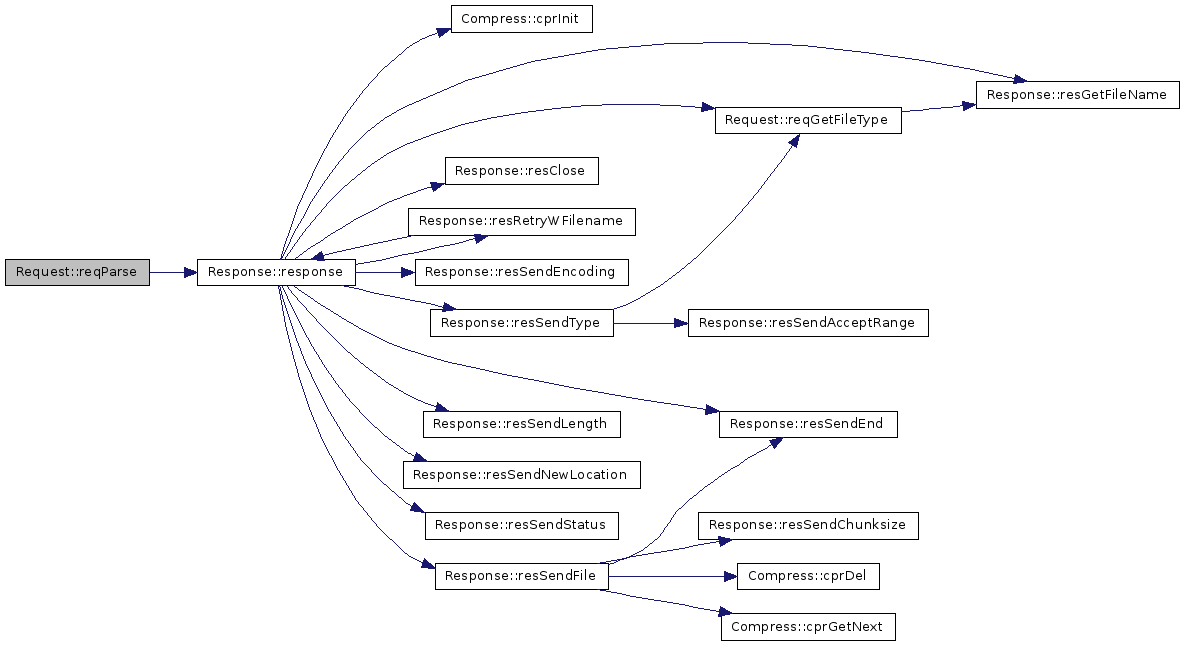 Compress::cprInit
Response::resGetFileName
Request::reqGetFileType
Response::resClose
Response::resRetryWFilename
Request::reqParse
Response::response
Response::resSendEncoding
Response::resSendType
Response::resSendAcceptRange
Response::resSendLength
Response::resSendEnd
Response::resSendNewLocation
Response::resSendStatus
Response::resSendChunksize
Response::resSendFile
Compress::cprDel
Compress::cprGetNext